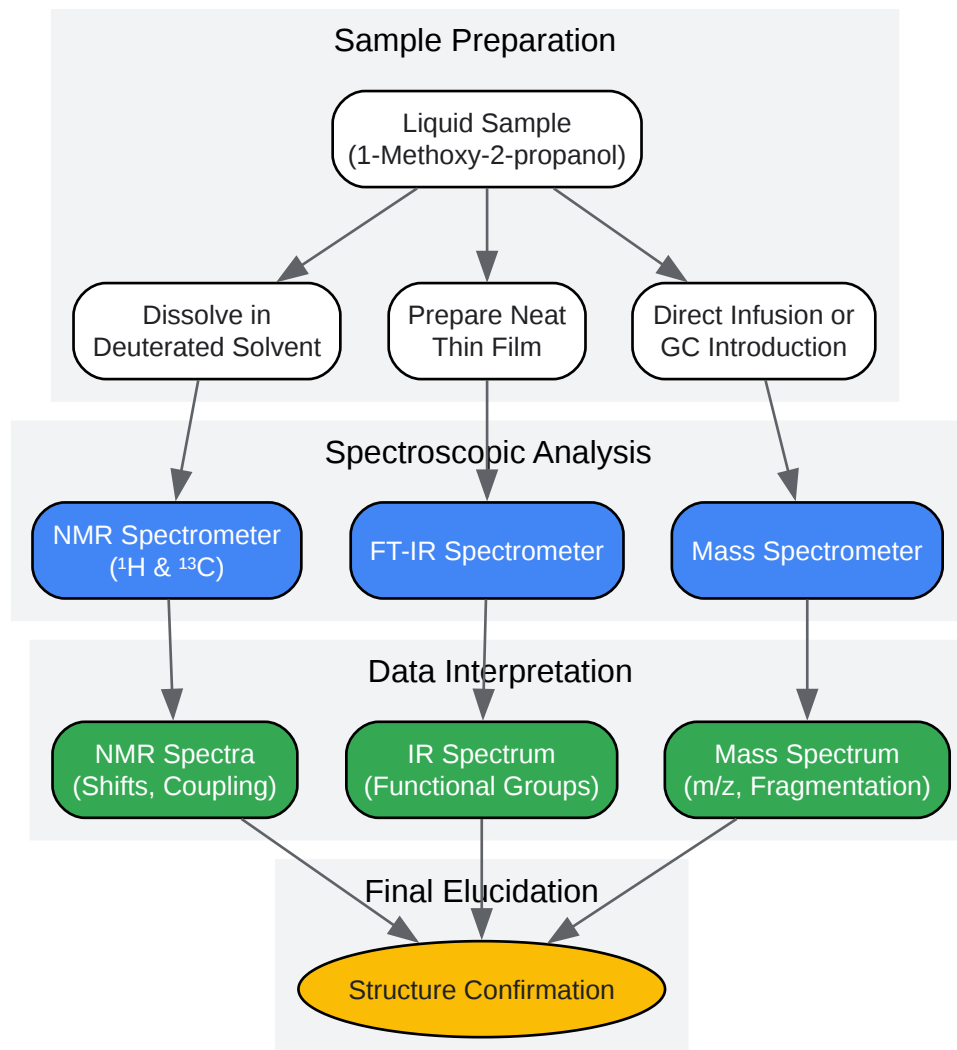 Sample Preparation
Liquid Sample
(1-Methoxy-2-propanol)
Dissolve in
Deuterated Solvent
Prepare Neat
Thin Film
Direct Infusion or
GC Introduction
Spectroscopic Analysis
NMR Spectrometer
(¹H & ¹³C)
FT-IR Spectrometer
Mass Spectrometer
Data Interpretation
NMR Spectra
(Shifts, Coupling)
IR Spectrum
(Functional Groups)
Mass Spectrum
(m/z, Fragmentation)
Final Elucidation
Structure Confirmation